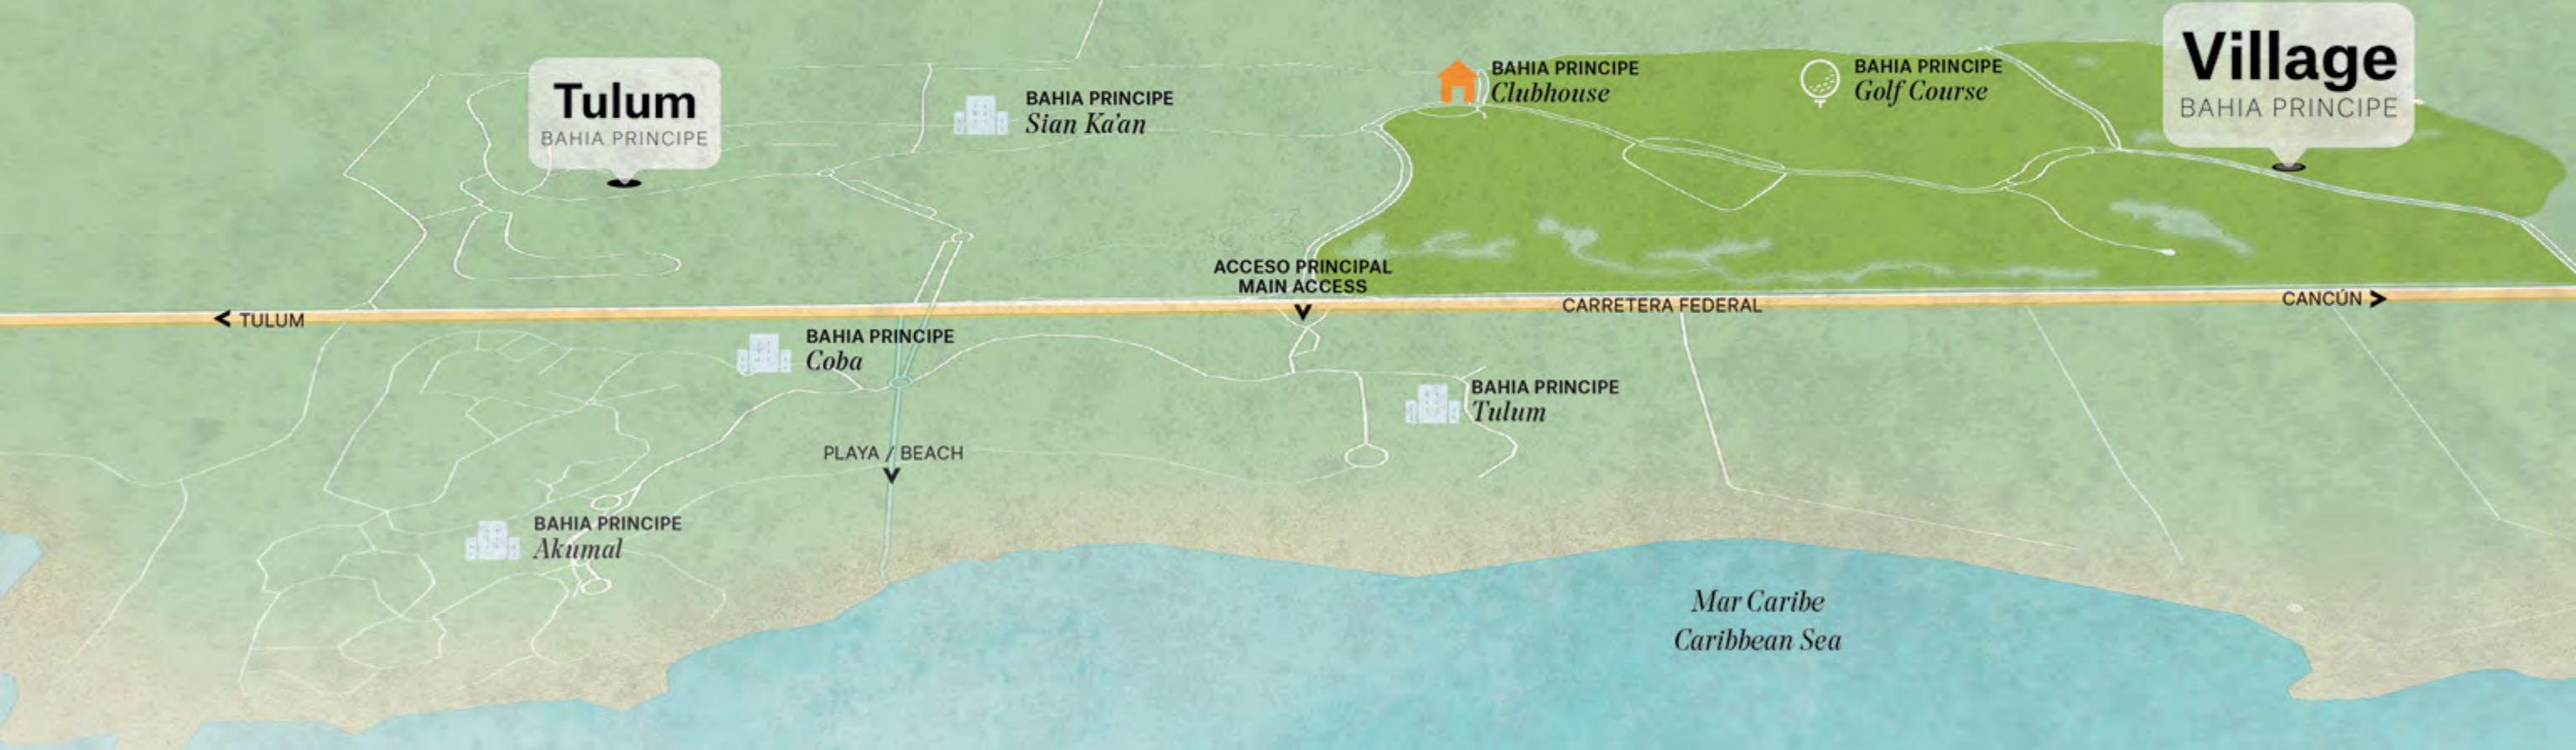 Village
BAHIA PRINCIPE
Tulum
BAHIA PRINCIPE
BAHIA PRINCIPE
Sian Ka'an
BAHIA PRINCIPE
Clubhouse
BAHIA PRINCIPE
Golf Course
ACCESO PRINCIPAL
MAIN ACCESS
TULUM
CARRETERA FEDERAL
CANCÚN
BAHIA PRINCIPE
Coba
BAHIA PRINCIPE
Tulum
PLAYA / BEACH
BAHIA PRINCIPE
Akumal
Mar Caribe
Caribbean Sea